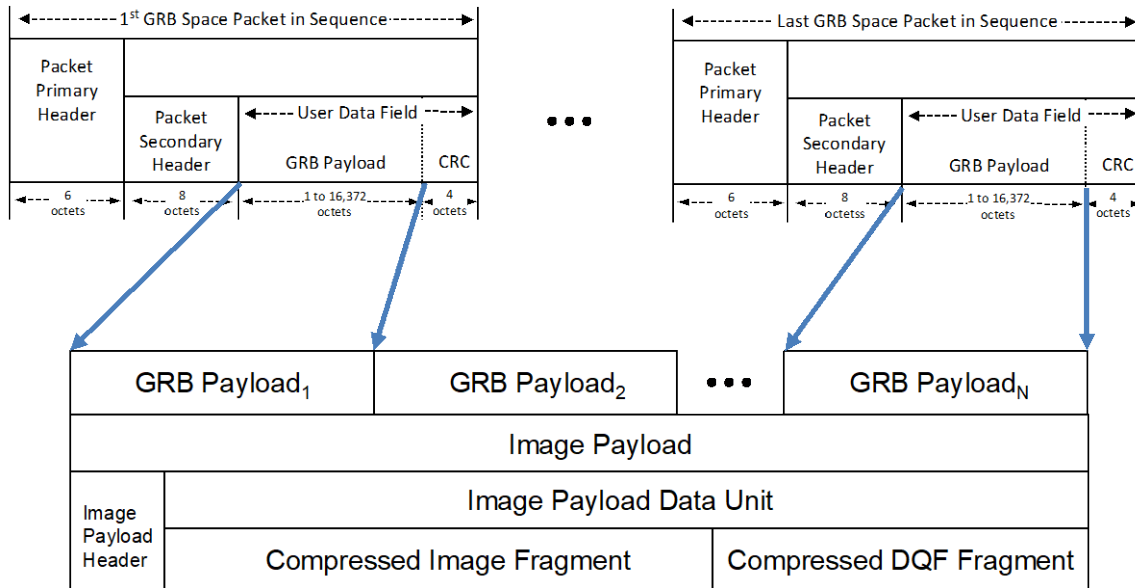 1st GRB Space Packet in Sequence
Packet
Primary
Header
Packet
Secondary
Header
User Data Field
GRB Payload
CRC
6
octets
8
octets
1 to 16,372
octets
4
octets
•••
Last GRB Space Packet in Sequence
Packet
Primary
Header
Packet
Secondary
Header
User Data Field
GRB Payload
CRC
6
octets
8
octetss
1 to 16,372
octets
4
octets
GRB Payload1
GRB Payload2
•••
GRB PayloadN
Image Payload
Image
Payload
Header
Image Payload Data Unit
Compressed Image Fragment
Compressed DQF Fragment